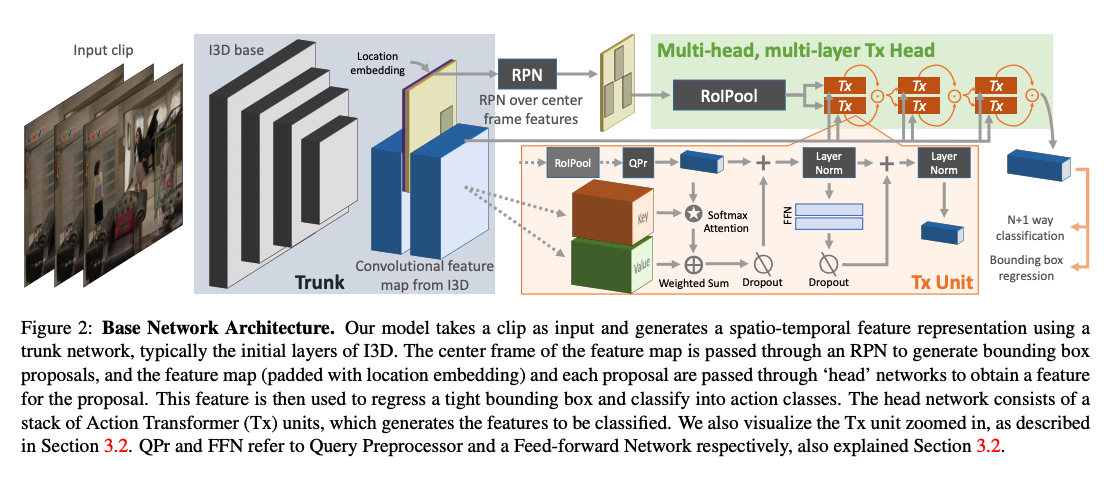 Input clip
I3D base
Location
embedding
RPN
RPN over center
frame features
Multi-head, multi-layer Tx Head
RoIPool
Tx
Tx
Tx
Tx
Tx
Tx
Trunk
Convolutional feature
map from I3D
RoIPool
QPr
Key
Value
Softmax
Attention
Weighted Sum
Dropout
Layer
Norm
FFN
Dropout
Layer
Norm
Tx Unit
N+1 way
classification
Bounding box
regression
Figure 2: Base Network Architecture. Our model takes a clip as input and generates a spatio-temporal feature representation using a
trunk network, typically the initial layers of I3D. The center frame of the feature map is passed through an RPN to generate bounding box
proposals, and the feature map (padded with location embedding) and each proposal are passed through ‘head’ networks to obtain a feature
for the proposal. This feature is then used to regress a tight bounding box and classify into action classes. The head network consists of a
stack of Action Transformer (Tx) units, which generates the features to be classified. We also visualize the Tx unit zoomed in, as described
in Section 3.2. QPr and FFN refer to Query Preprocessor and a Feed-forward Network respectively, also explained Section 3.2.